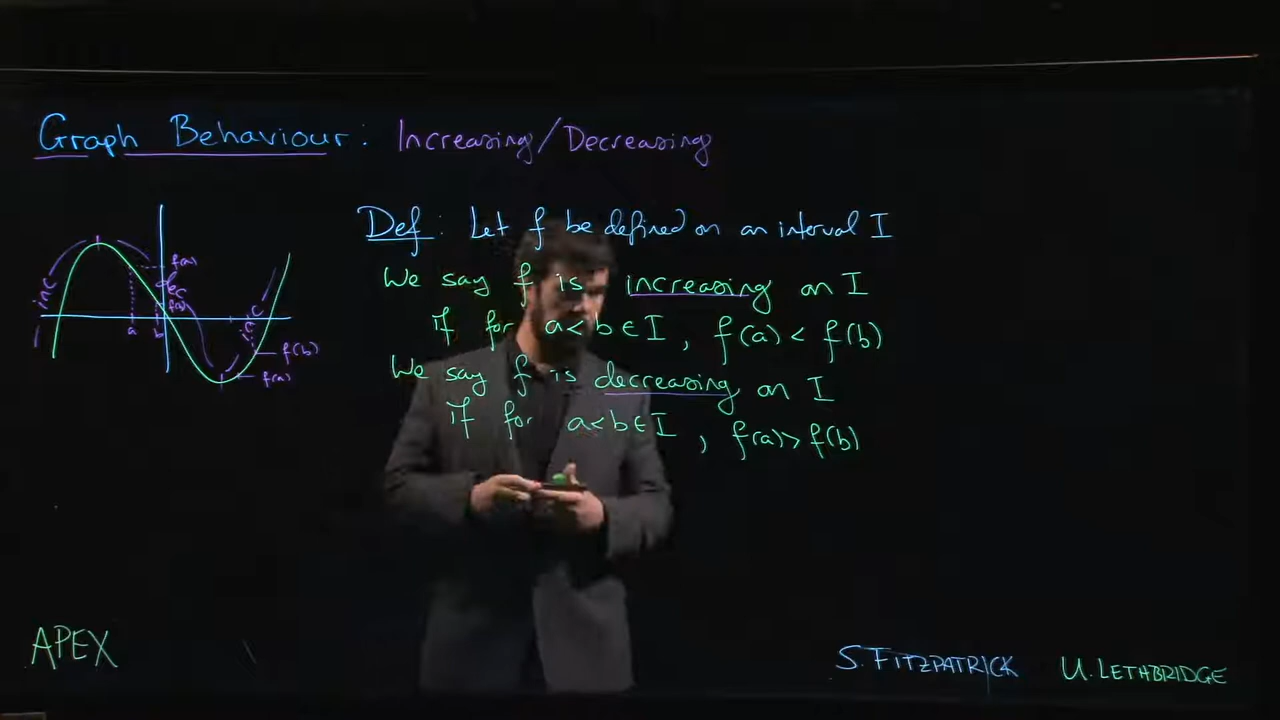 Graph Behaviour: Increasing/Decreasing
Def: Let f be defined on an interval I
We say f is increasing on I
if for a<b∈I, f(a)<f(b)
We say f is decreasing on I
if for a<b∈I, f(a)>f(b)
inc
dec
f(a)
a
b
f(b)
f(a)
APEX
S. FITZPATRICK U. LETHBRIDGE